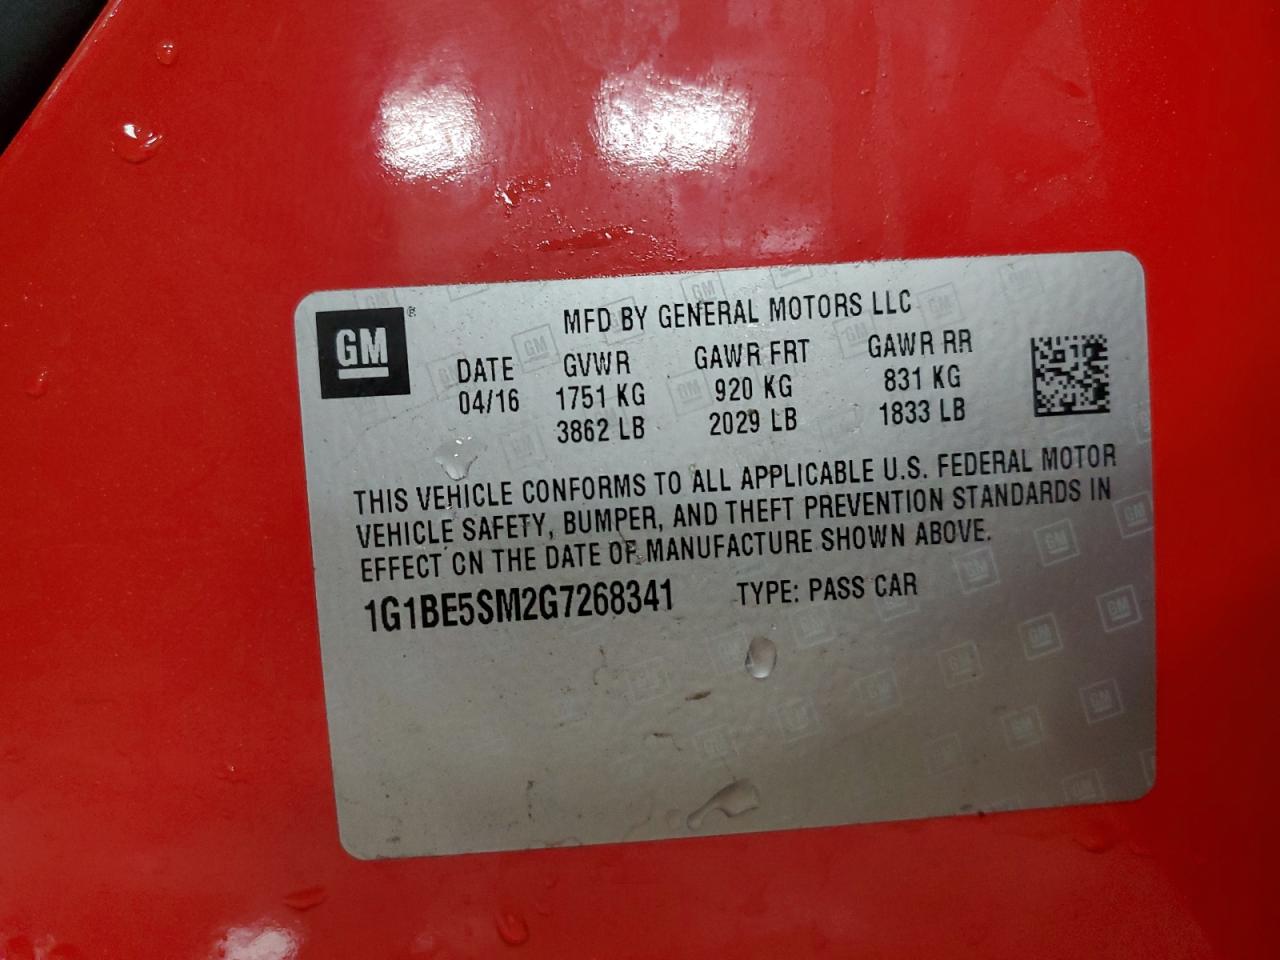 GM®
MFD BY GENERAL MOTORS LLC
DATE GVWR GAWR FRT GAWR RR
04/16 1751 KG 920 KG 831 KG
3862 LB 2029 LB 1833 LB
THIS VEHICLE CONFORMS TO ALL APPLICABLE U.S. FEDERAL MOTOR
VEHICLE SAFETY, BUMPER, AND THEFT PREVENTION STANDARDS IN
EFFECT ON THE DATE OF MANUFACTURE SHOWN ABOVE.
1G1BE5SM2G7268341 TYPE: PASS CAR